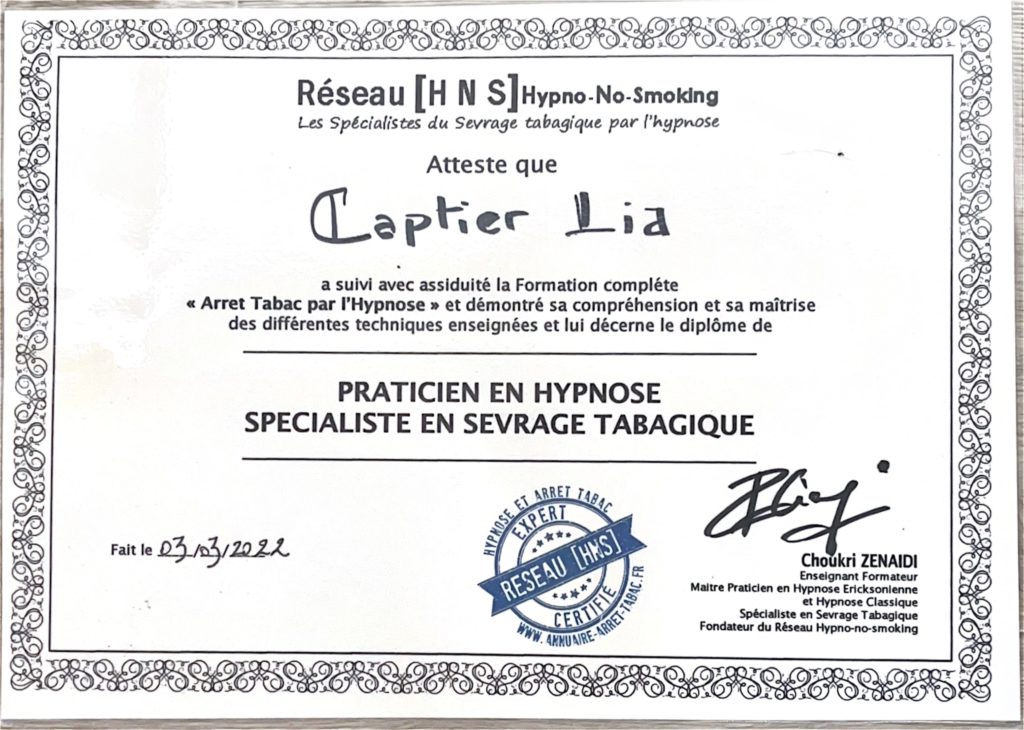 Réseau [H N S] Hypno-No-Smoking
Les Spécialistes du Sevrage tabagique par l'hypnose
Atteste que
Captier Lia
a suivi avec assiduité la Formation compléte
« Arret Tabac par l'Hypnose » et démontré sa compréhension et sa maîtrise
des différentes techniques enseignées et lui décerne le diplôme de
PRATICIEN EN HYPNOSE
SPECIALISTE EN SEVRAGE TABAGIQUE
Fait le 03/03/2022
HYPNOSE ET ARRET TABAC
EXPERT
RESEAU [HNS]
CERTIFIE
WWW.ANNUAIRE-ARRET-TABAC.FR
Choukri ZENAIDI
Enseignant Formateur
Maitre Praticien en Hypnose Ericksonienne
et Hypnose Classique
Spécialiste en Sevrage Tabagique
Fondateur du Réseau Hypno-no-smoking